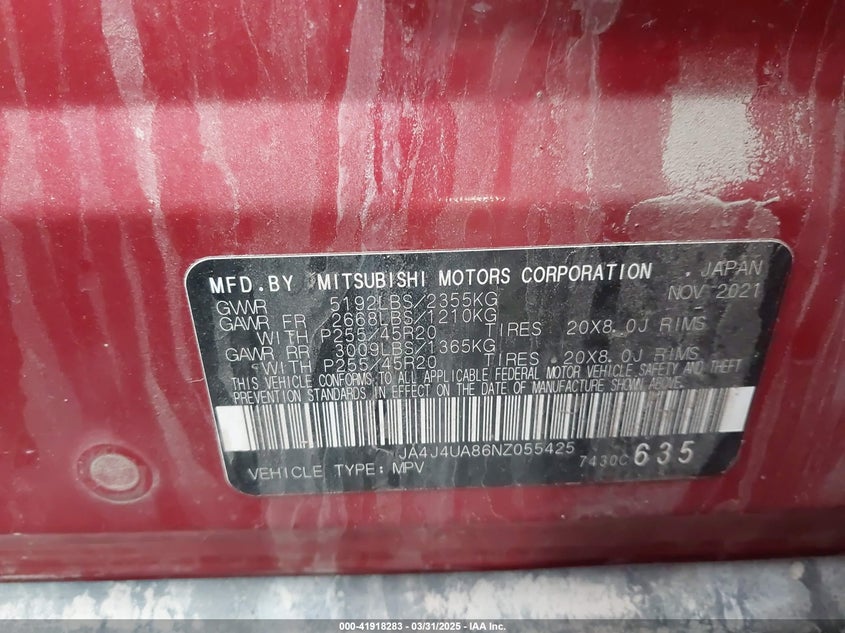 MFD.BY MITSUBISHI MOTORS CORPORATION . JAPAN
GVWR 5192LBS/2355KG NOV 2021
GAWR FR 2668LBS/1210KG
WITH P255/45R20 TIRES 20X8.0J RIMS
GAWR RR 3009LBS/1365KG
WITH P255/45R20 TIRES 20X8.0J RIMS
THIS VEHICLE CONFORMS TO ALL APPLICABLE FEDERAL MOTOR VEHICLE SAFETY AND THEFT
PREVENTION STANDARDS IN EFFECT ON THE DATE OF MANUFACTURE SHOWN ABOVE.
JA4J4UA86NZ055425
VEHICLE TYPE:MPV 7430C 635
000-41918283 - 03/31/2025 - IAA Inc.